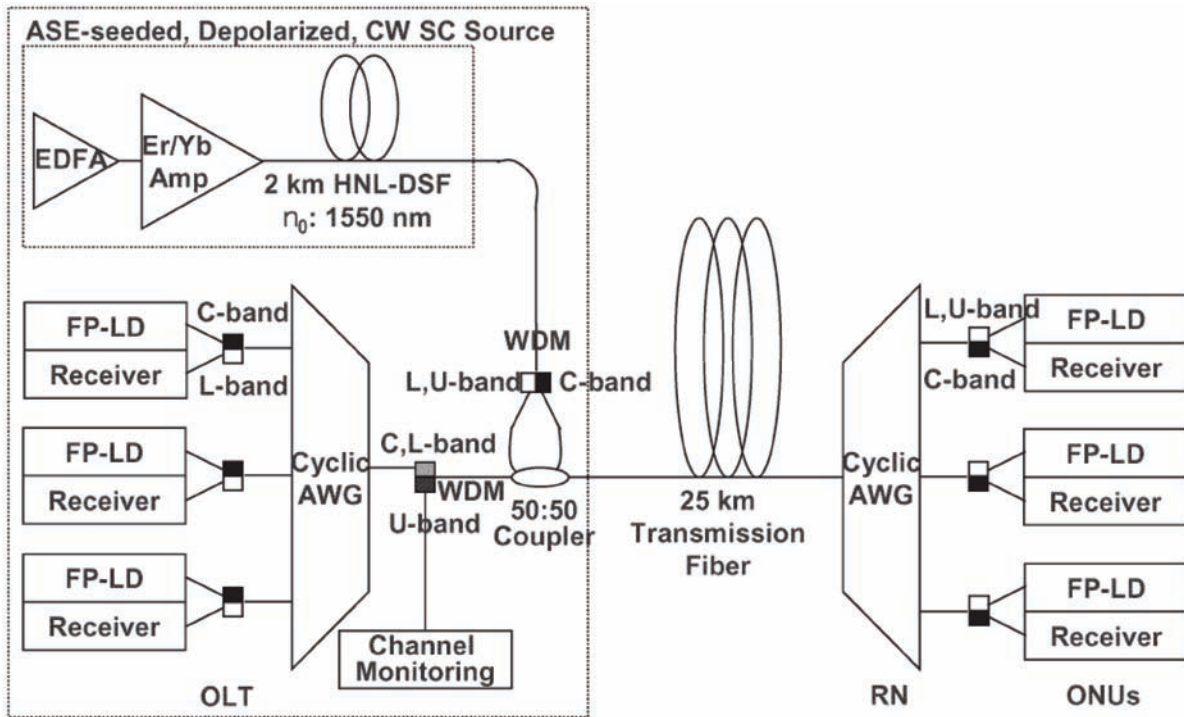 ASE-seeded, Depolarized, CW SC Source
EDFA
Er/Yb
Amp
2 km HNL-DSF
n₀: 1550 nm
FP-LD
Receiver
C-band
L-band
FP-LD
Receiver
FP-LD
Receiver
Cyclic
AWG
C,L-band
WDM
U-band
Channel
Monitoring
OLT
WDM
L,U-band
C-band
50:50
Coupler
25 km
Transmission
Fiber
Cyclic
AWG
RN
L,U-band
C-band
FP-LD
Receiver
FP-LD
Receiver
FP-LD
Receiver
ONUs